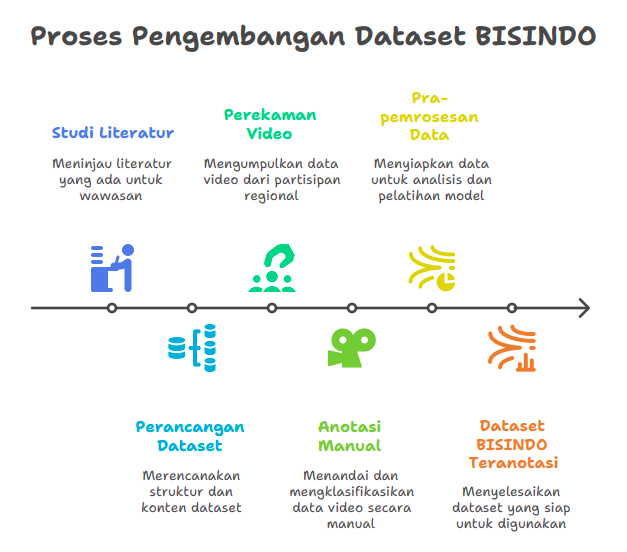 Proses Pengembangan Dataset BISINDO
Studi Literatur
Meninjau literatur
yang ada untuk
wawasan
Perekaman
Video
Mengumpulkan data
video dari partisipan
regional
Pra-
pemrosesan
Data
Menyiapkan data
untuk analisis dan
pelatihan model
Perancangan
Dataset
Merencanakan
struktur dan
konten dataset
Anotasi
Manual
Menandai dan
mengklasifikasikan
data video secara
manual
Dataset
BISINDO
Teranotasi
Menyelesaikan
dataset yang siap
untuk digunakan